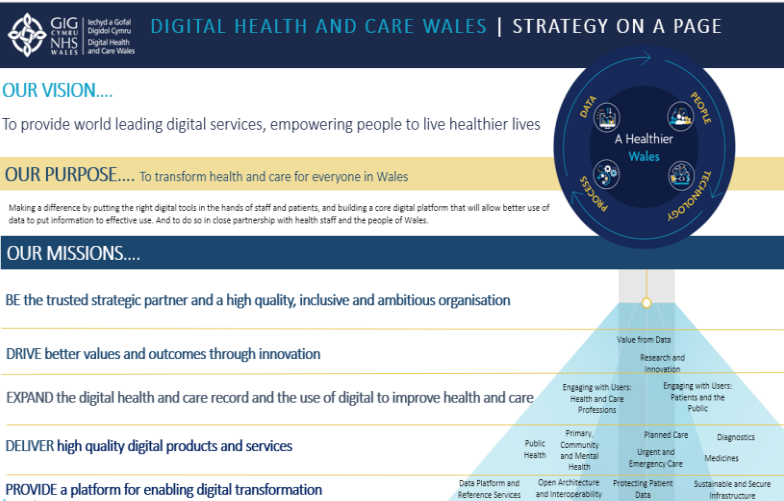 GIG
CYMRU
NHS
WALES
Iechyd a Gofal
Digidol Cymru
Digital Health
and Care Wales
DIGITAL HEALTH AND CARE WALES | STRATEGY ON A PAGE
OUR VISION....
To provide world leading digital services, empowering people to live healthier lives
DATA
PEOPLE
A Healthier
Wales
PROCESS
TECHNOLOGY
OUR PURPOSE.... To transform health and care for everyone in Wales
Making a difference by putting the right digital tools in the hands of staff and patients, and building a core digital platform that will allow better use of
data to put information to effective use. And to do so in close partnership with health staff and the people of Wales.
OUR MISSIONS....
BE the trusted strategic partner and a high quality, inclusive and ambitious organisation
DRIVE better values and outcomes through innovation
Value from Data
Research and
Innovation
EXPAND the digital health and care record and the use of digital to improve health and care
Engaging with Users:
Health and Care
Professions
Engaging with Users:
Patients and the
Public
DELIVER high quality digital products and services
Public
Health
Primary,
Community
and Mental
Health
Planned Care
Urgent and
Emergency Care
Diagnostics
Medicines
PROVIDE a platform for enabling digital transformation
Data Platform and
Reference Services
Open Architecture
and Interoperability
Protecting Patient
Data
Sustainable and Secure
Infrastructure